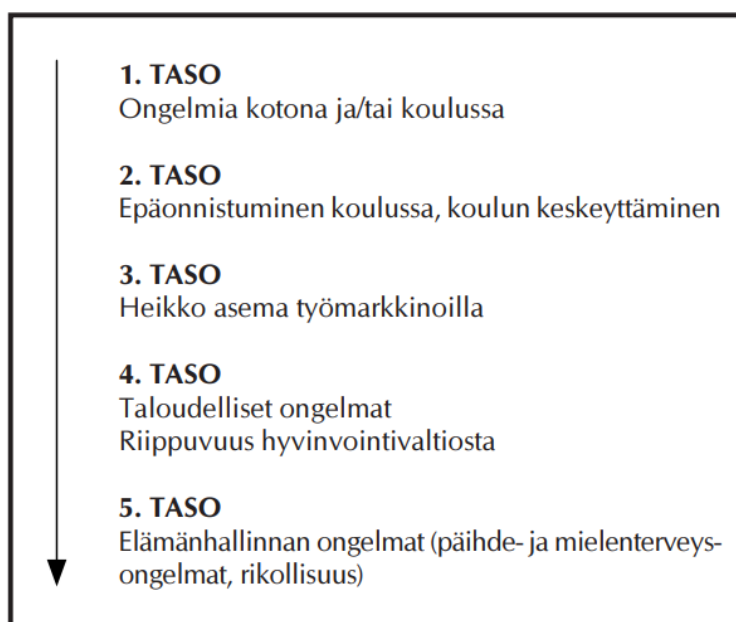 1. TASO
Ongelmia kotona ja/tai koulussa
2. TASO
Epäonnistuminen koulussa, koulun keskeyttäminen
3. TASO
Heikko asema työmarkkinoilla
4. TASO
Taloudelliset ongelmat
Riippuvuus hyvinvointivaltiosta
5. TASO
Elämänhallinnan ongelmat (päihde- ja mielenterveys-
ongelmat, rikollisuus)